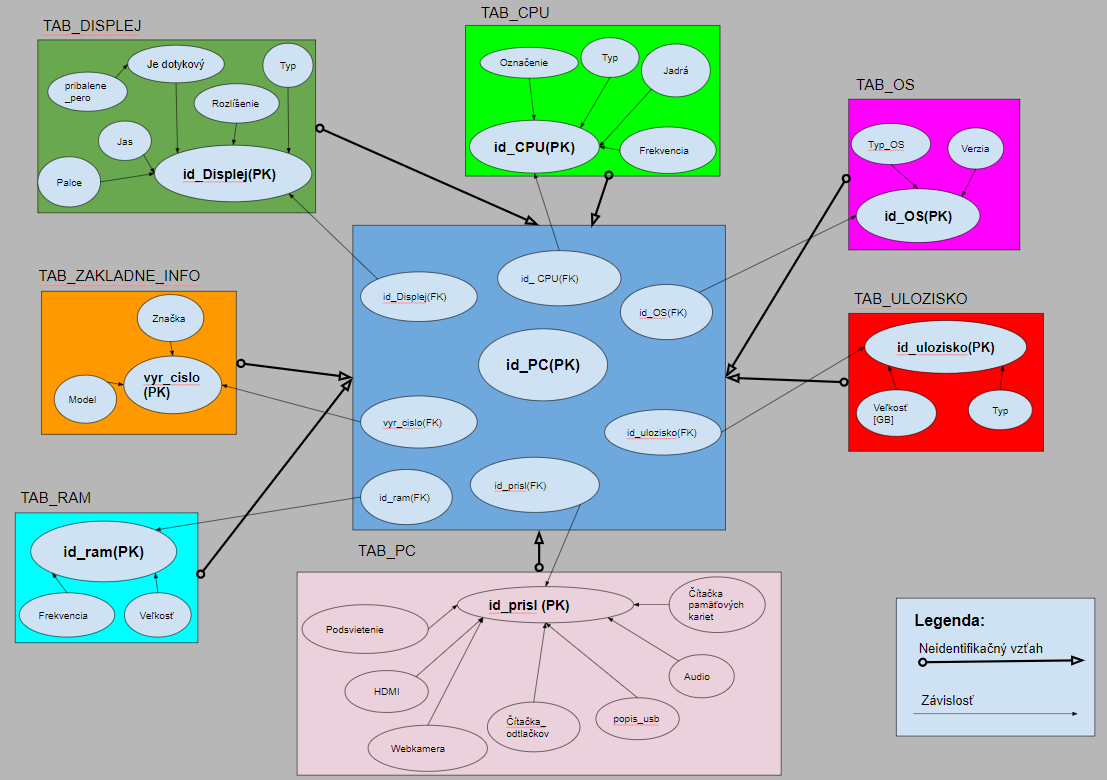 TAB_DISPLEJ
Je dotykový
Typ
pribalene
_pero
Rozlíšenie
Jas
Palce
id_Displej(PK)
TAB_CPU
Označenie
Typ
Jadrá
id_CPU(PK)
Frekvencia
TAB_OS
Typ_OS
Verzia
id_OS(PK)
TAB_ZAKLADNE_INFO
Značka
vyr_cislo
(PK)
Model
id_Displej(FK)
id_ CPU(FK)
id_OS(FK)
id_PC(PK)
vyr_cislo(FK)
id_ulozisko(FK)
id_ram(FK)
id_prisl(FK)
TAB_ULOZISKO
id_ulozisko(PK)
Veľkosť
[GB]
Typ
TAB_RAM
id_ram(PK)
Frekvencia
Veľkosť
TAB_PC
id_prisl (PK)
Čítačka
pamäťových
kariet
Podsvietenie
HDMI
Audio
Webkamera
Čítačka_
odtlačkov
popis_usb
Legenda:
Neidentifikačný vzťah
Závislosť